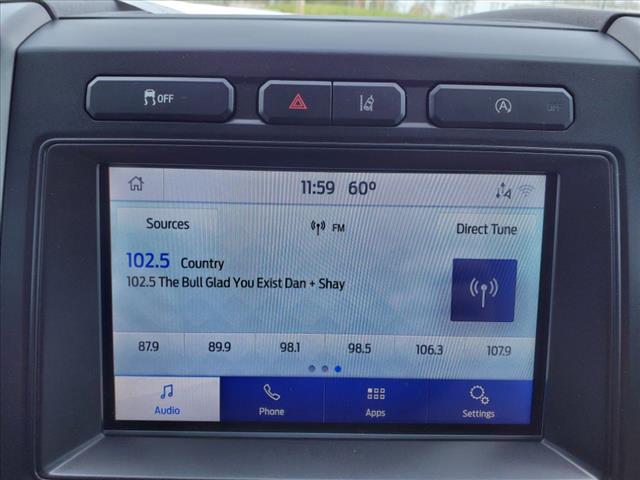 OFF
A OFF
11:59 60°
Sources FM Direct Tune
102.5 Country
102.5 The Bull Glad You Exist Dan + Shay
87.9 89.9 98.1 98.5 106.3 107.9
Audio Phone Apps Settings